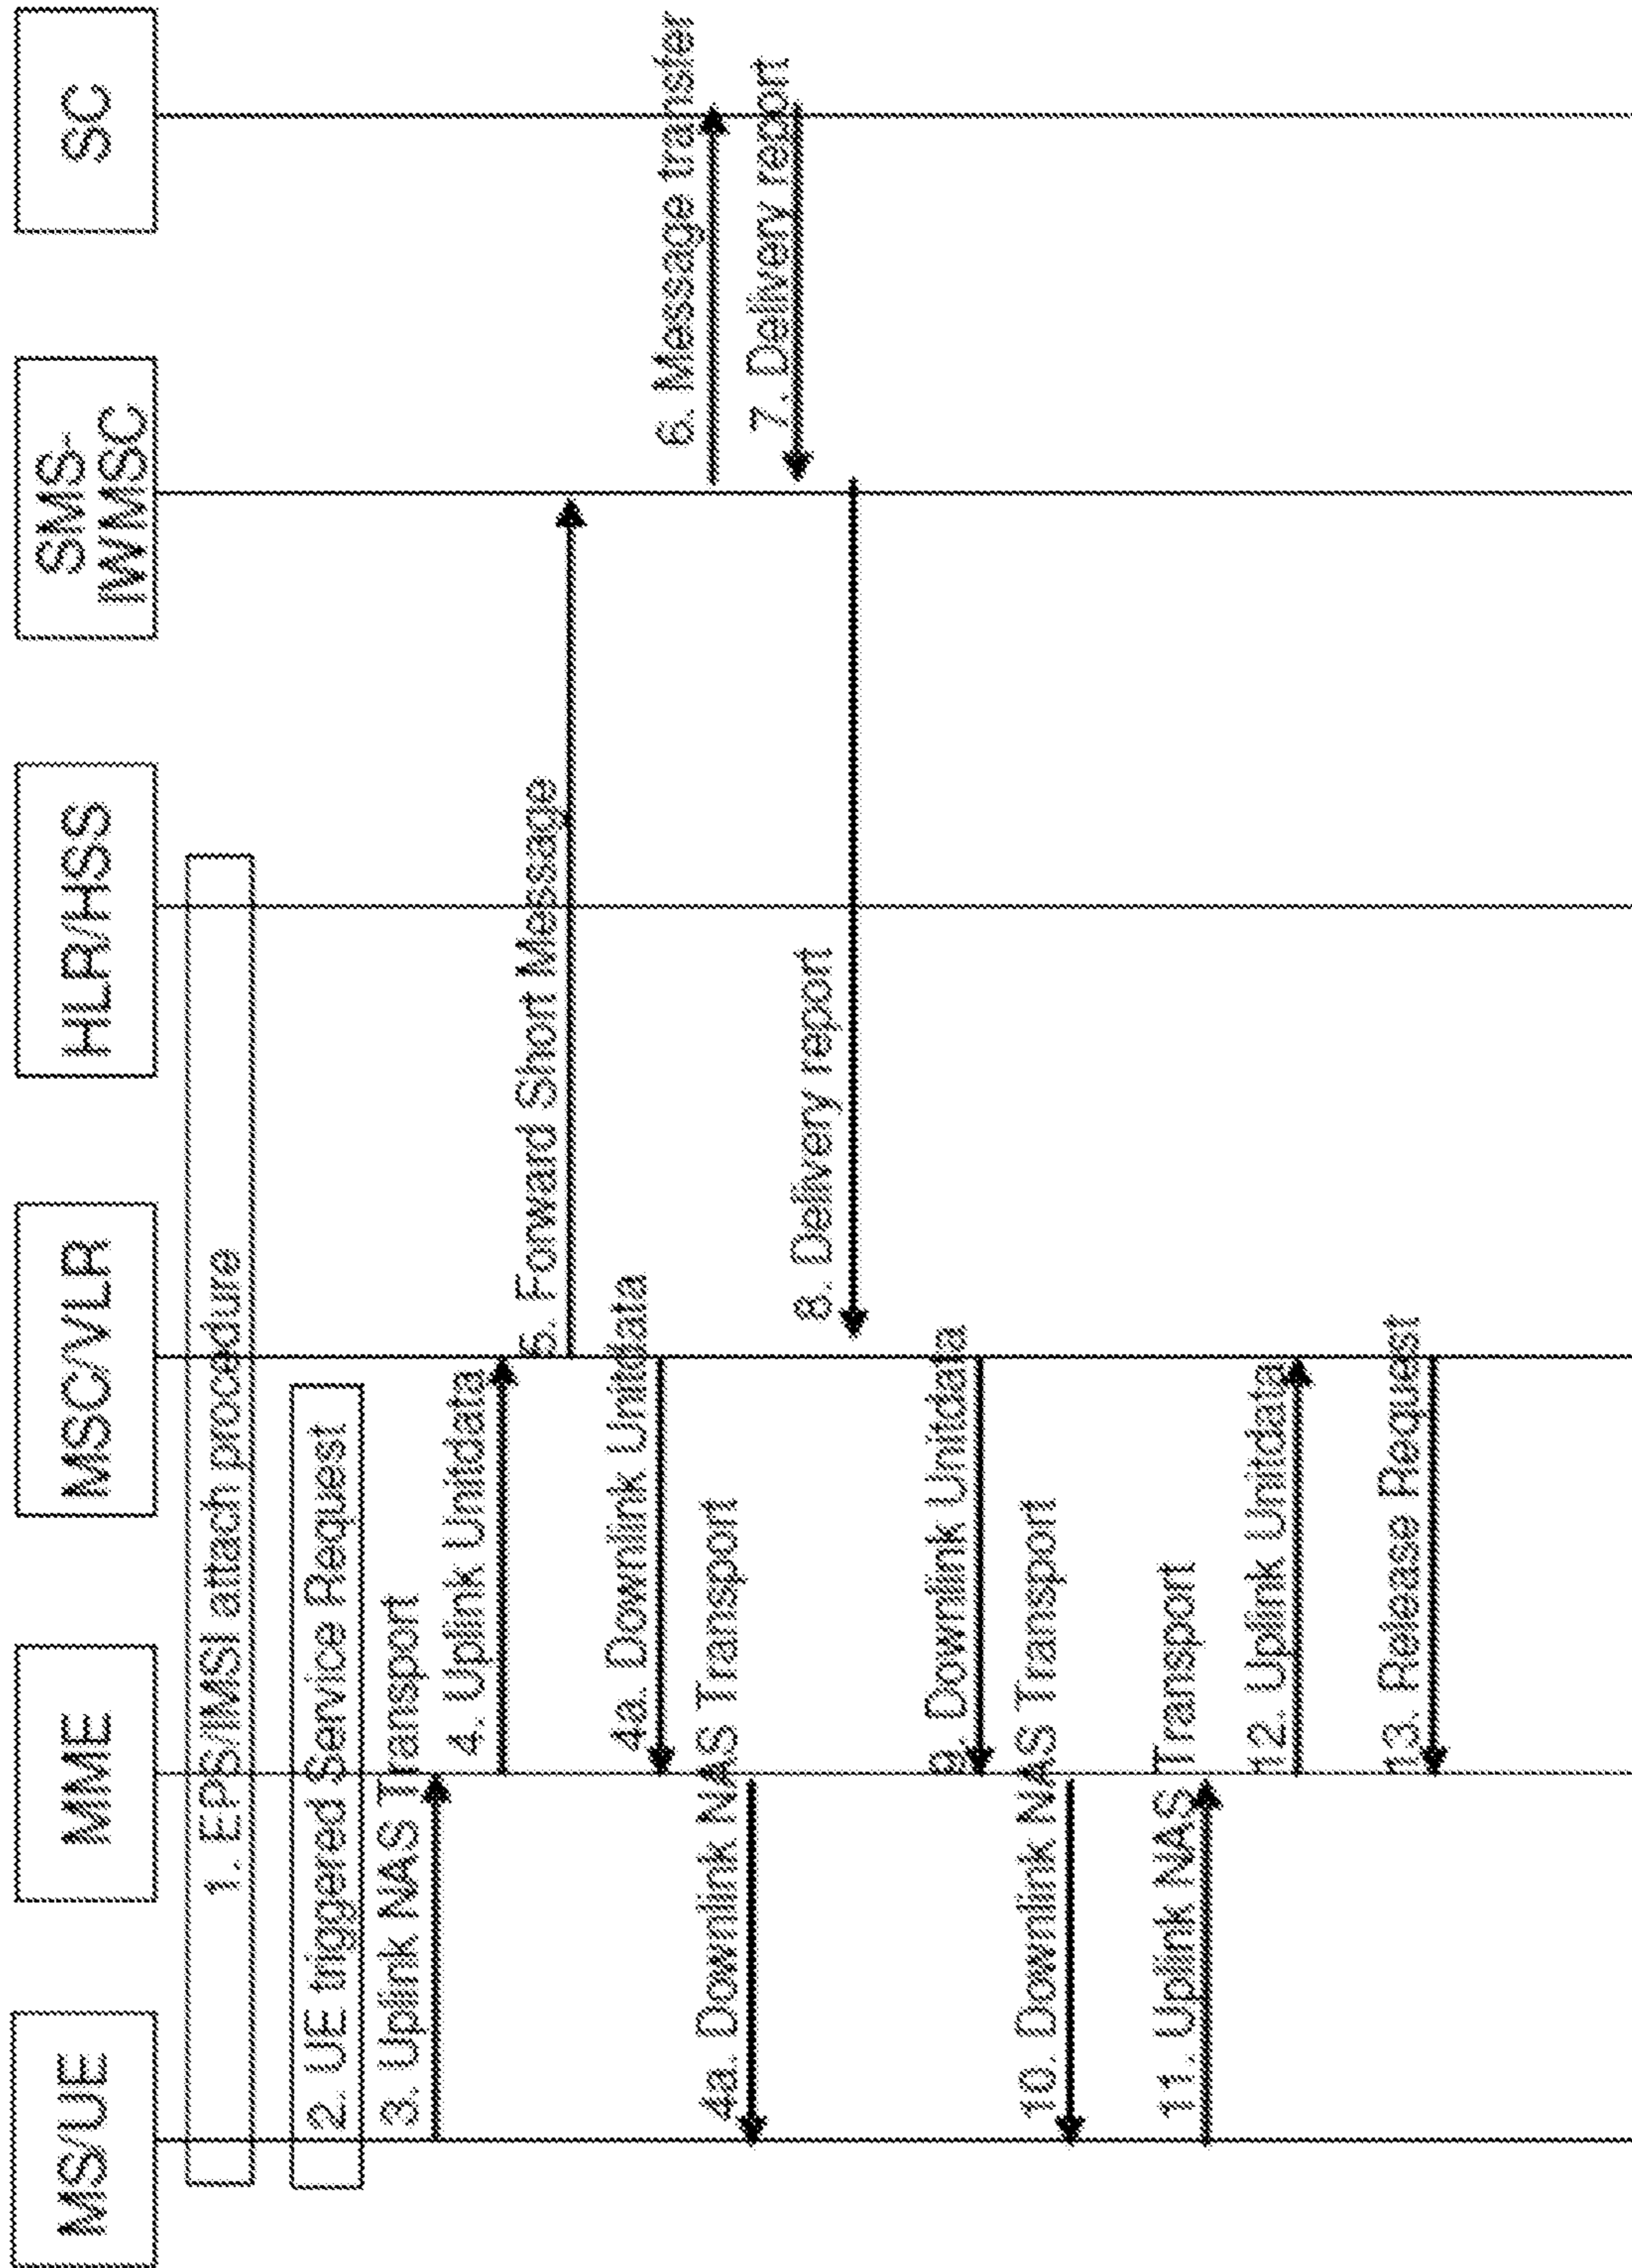 MS/UE
MME
MSC/VLR
HLR/HSS
SMS-
IWMSC
SC
1. EPS/IMSI attach procedure
2. UE triggered Service Request
3. Uplink NAS Transport
4. Uplink Unitdata
5. Forward Short Message
4a. Downlink Unitdata
6. Message transfer
4a. Downlink NAS Transport
7. Delivery report
8. Delivery report
9. Downlink Unitdata
10. Downlink NAS Transport
11. Uplink NAS Transport
12. Uplink Unitdata
13. Release Request